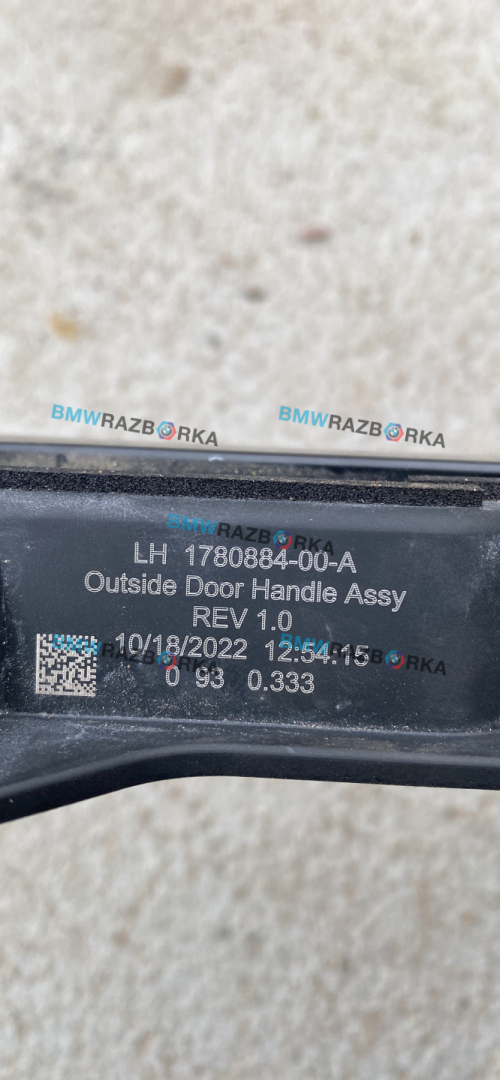 BMWRAZBORKA
BMWRAZBORKA
BMWRAZBORKA
LH 1780884-00-A
Outside Door Handle Assy
REV 1.0
10/18/2022 12:54:15
BMWRAZBORKA
BMWRAZBORKA
0 93 0.333